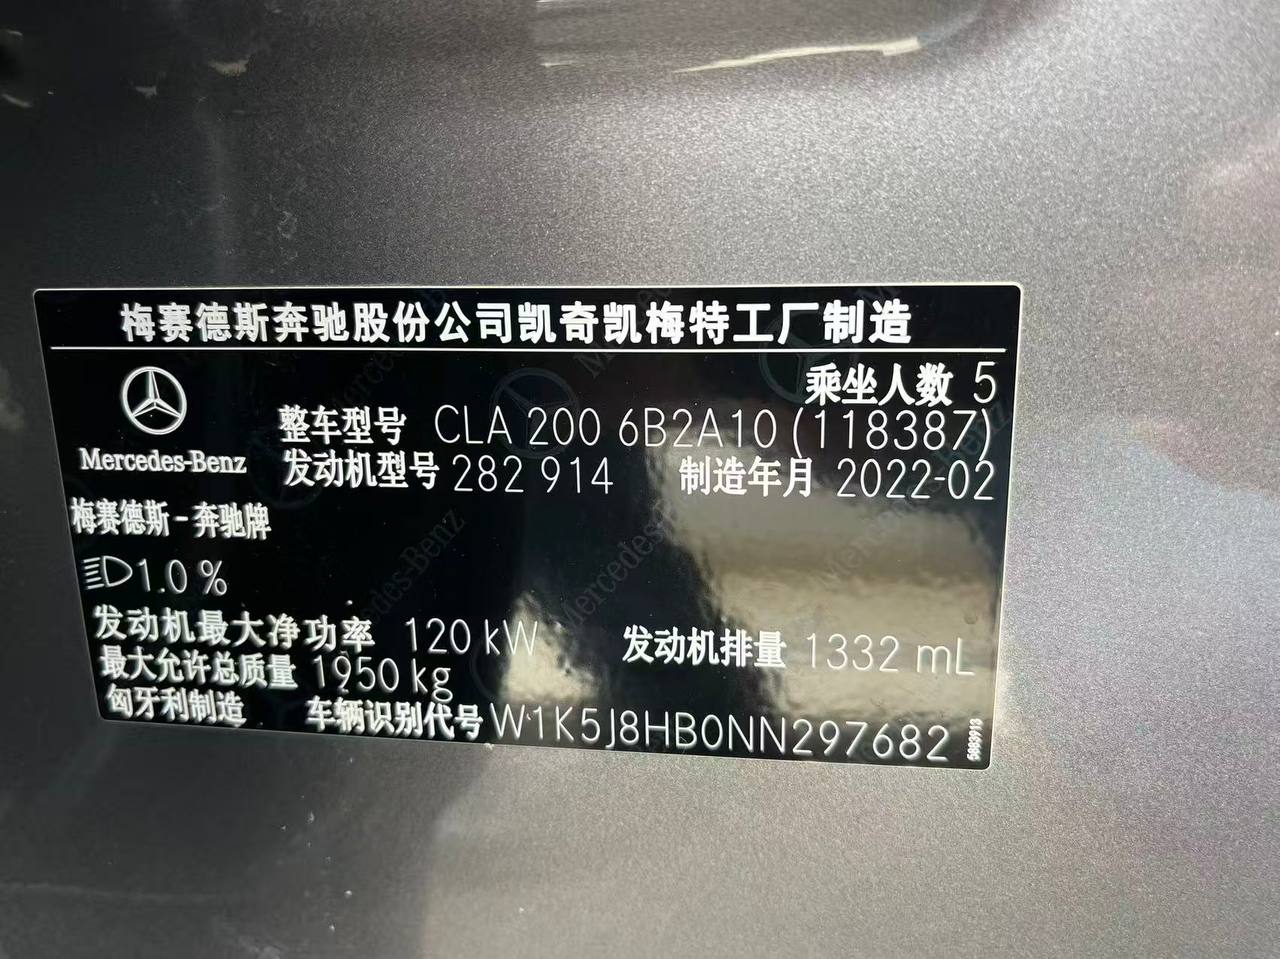 梅赛德斯奔驰股份公司凯奇凯梅特工厂制造
乘坐人数 5
整车型号 CLA 200 6B2A10 (118387)
Mercedes-Benz
发动机型号 282 914 制造年月 2022-02
梅赛德斯-奔驰牌
1.0 %
发动机最大净功率 120 kW 发动机排量 1332 mL
最大允许总质量 1950 kg
匈牙利制造 车辆识别代号 W1K5J8HB0NN297682
5883913